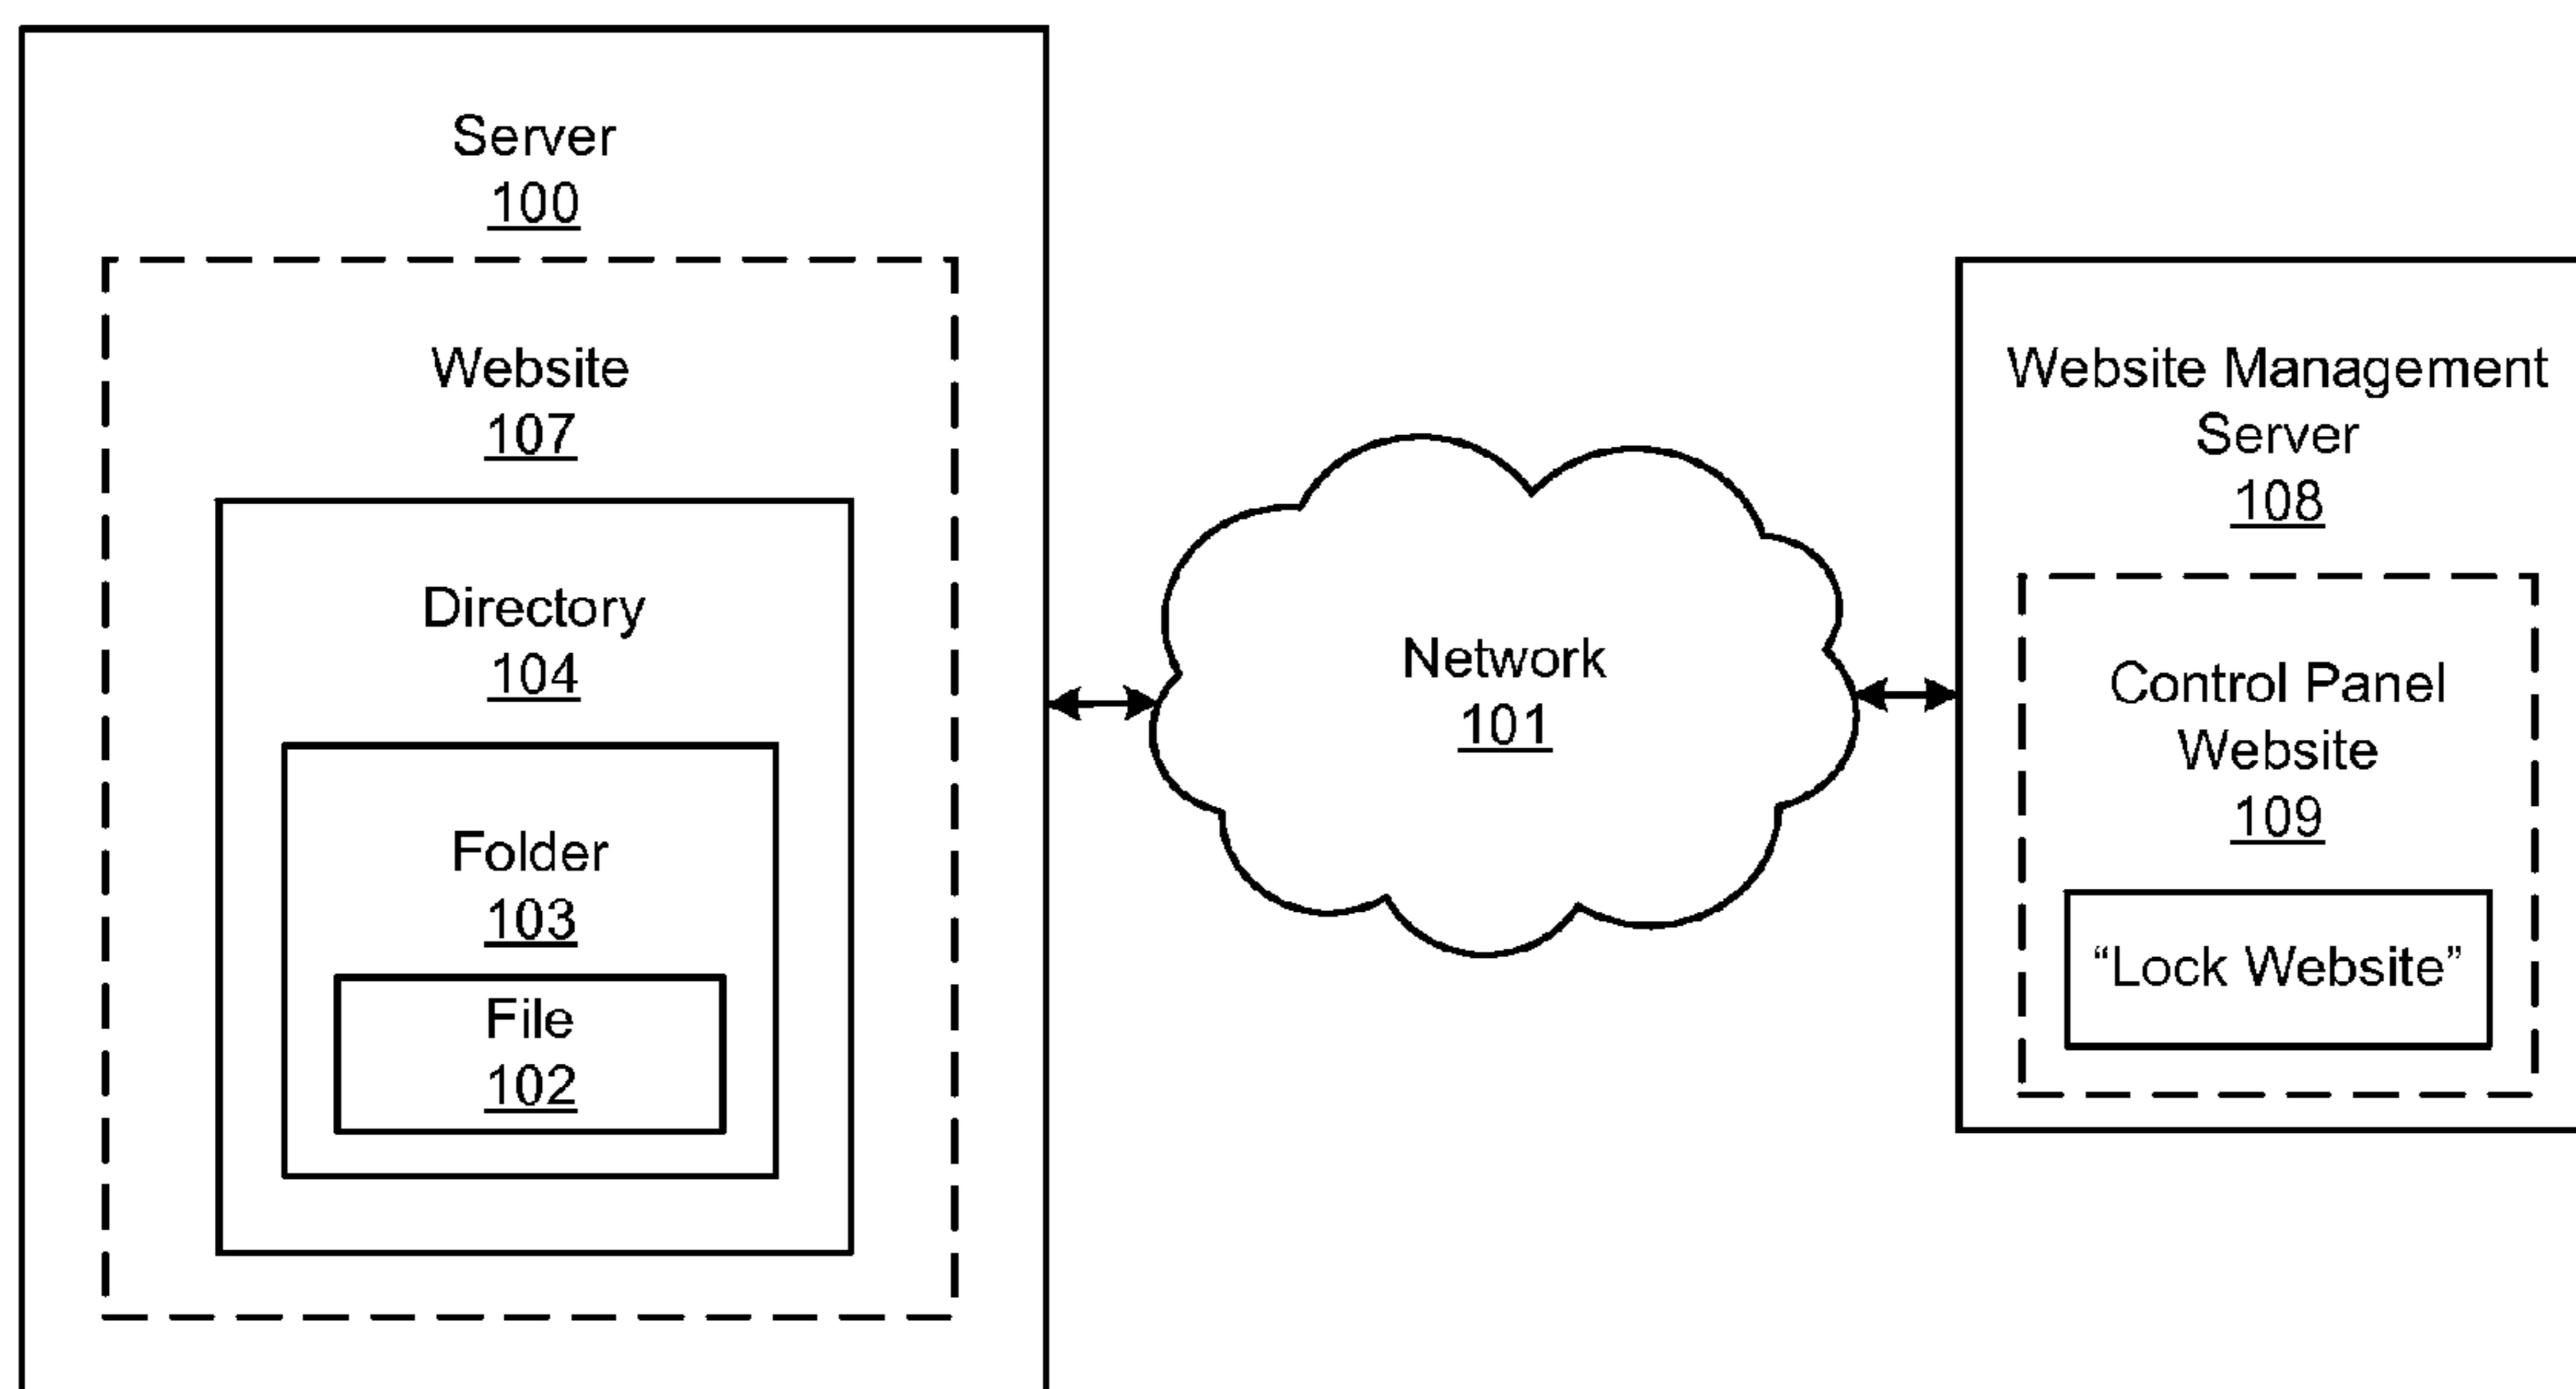 Server
100
Website
107
Directory
104
Folder
103
File
102
Network
101
Website Management
Server
108
Control Panel
Website
109
“Lock Website”